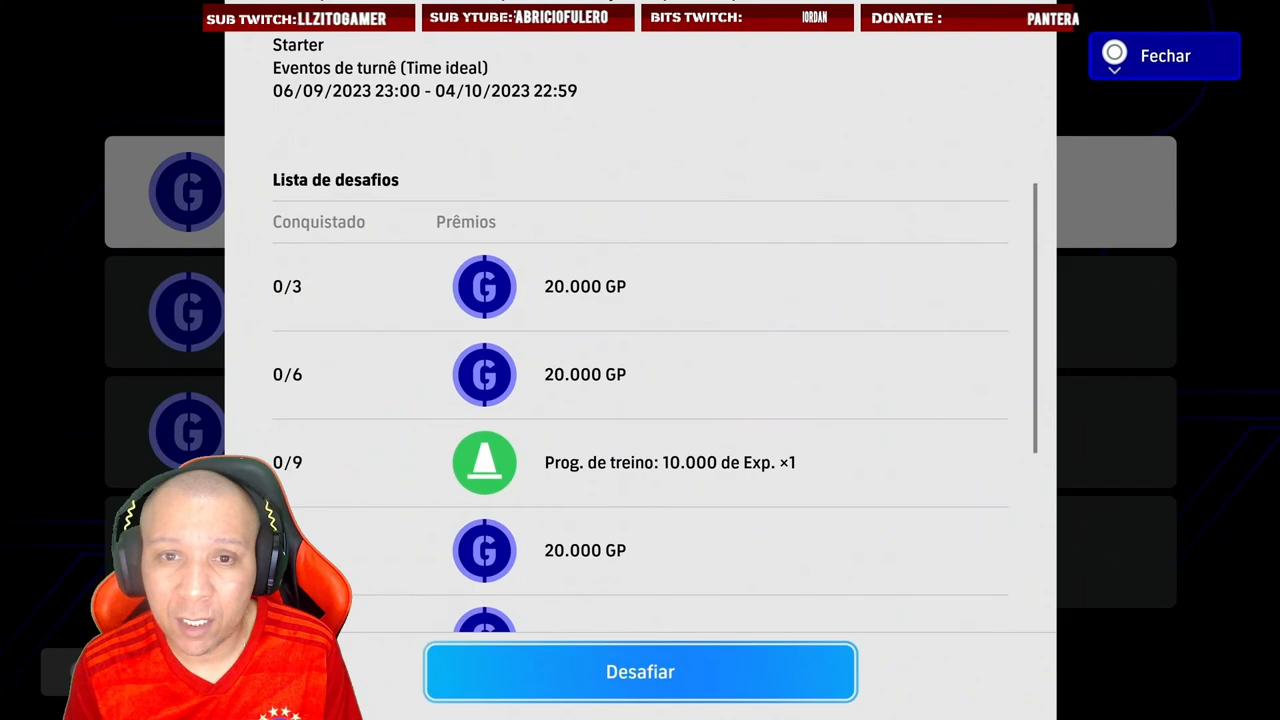 SUB TWITCH:LLZITOGAMER
SUB YTUBE:'ABRICIOFULERO
BITS TWITCH: IORDAN
DONATE : PANTERA
Starter
Eventos de turnê (Time ideal)
06/09/2023 23:00 - 04/10/2023 22:59
Fechar
Lista de desafios
Conquistado Prêmios
0/3 20.000 GP
0/6 20.000 GP
0/9 Prog. de treino: 10.000 de Exp. ×1
20.000 GP
Desafiar